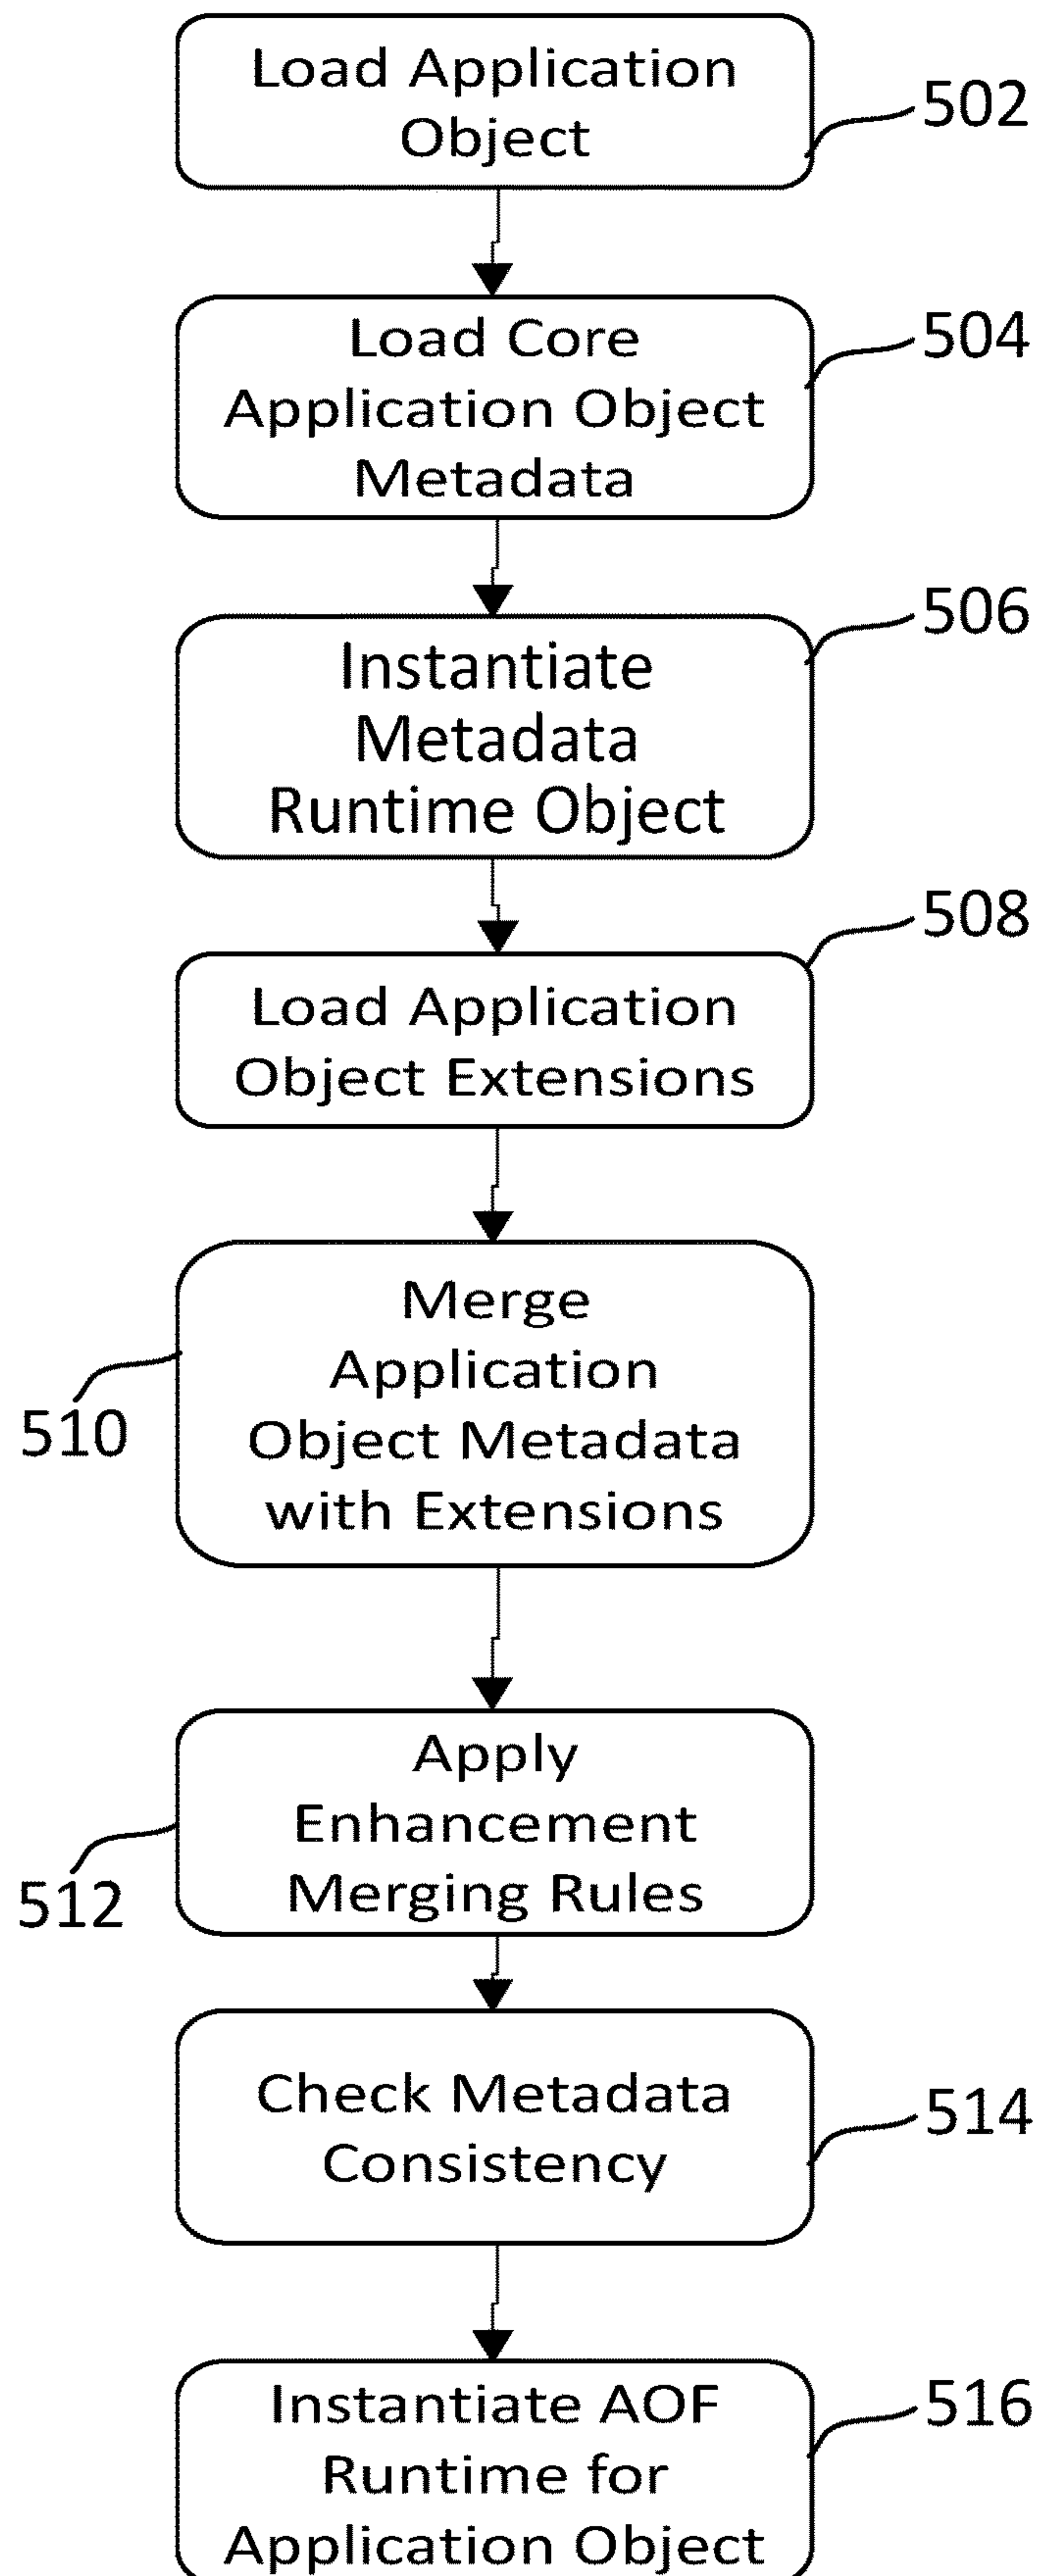 Load Application
Object
502
Load Core
Application Object
Metadata
504
Instantiate
Metadata
Runtime Object
506
Load Application
Object Extensions
508
Merge
Application
Object Metadata
with Extensions
510
Apply
Enhancement
Merging Rules
512
Check Metadata
Consistency
514
Instantiate AOF
Runtime for
Application Object
516